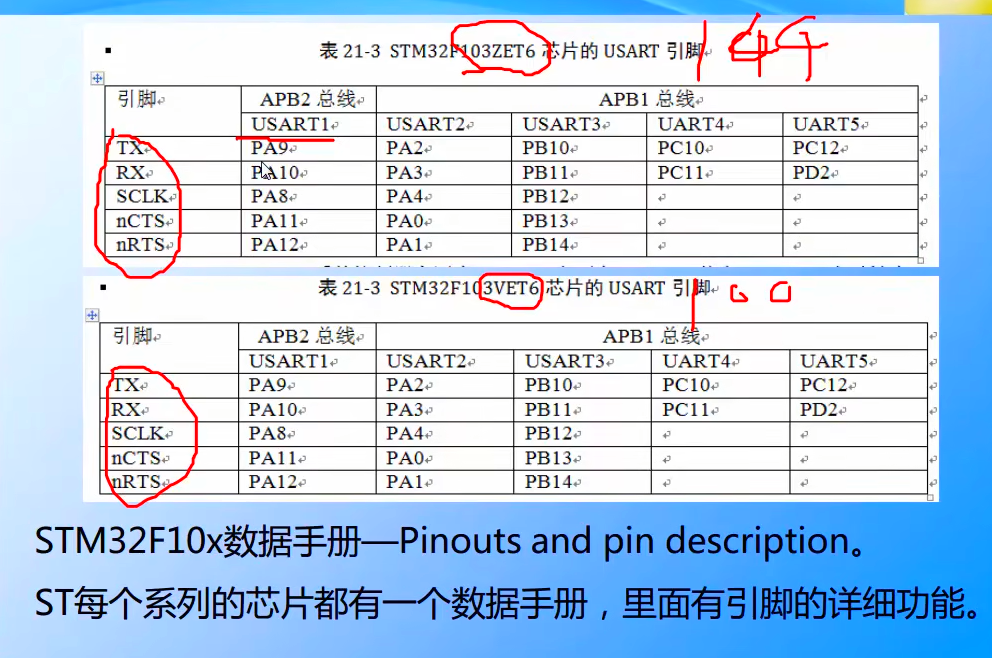 表 21-3 STM32F103ZET6 芯片的 USART 引脚 144
引脚 APB2 总线 APB1 总线
USART1 USART2 USART3 UART4 UART5
TX PA9 PA2 PB10 PC10 PC12
RX PA10 PA3 PB11 PC11 PD2
SCLK PA8 PA4 PB12
nCTS PA11 PA0 PB13
nRTS PA12 PA1 PB14
表 21-3 STM32F103VET6 芯片的 USART 引脚 100
引脚 APB2 总线 APB1 总线
USART1 USART2 USART3 UART4 UART5
TX PA9 PA2 PB10 PC10 PC12
RX PA10 PA3 PB11 PC11 PD2
SCLK PA8 PA4 PB12
nCTS PA11 PA0 PB13
nRTS PA12 PA1 PB14
STM32F10x数据手册—Pinouts and pin description。
ST每个系列的芯片都有一个数据手册，里面有引脚的详细功能。